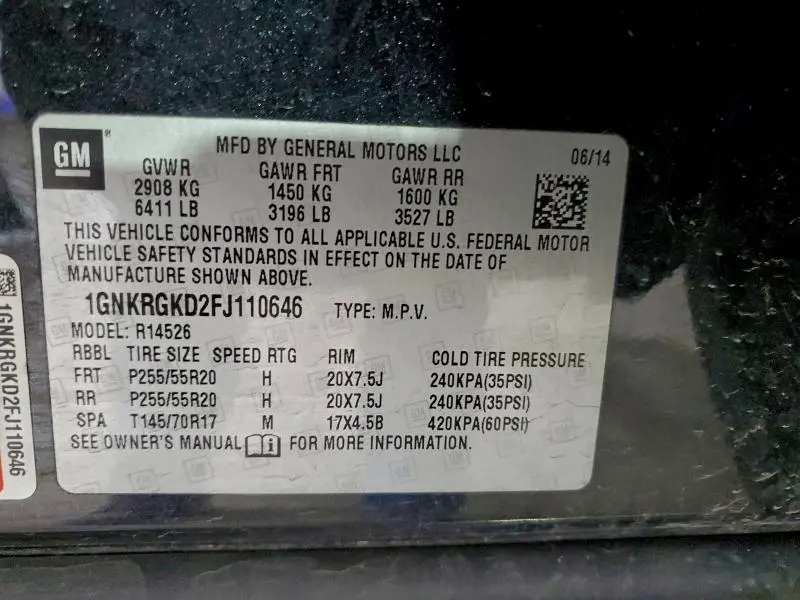 GM ®
MFD BY GENERAL MOTORS LLC 06/14
GVWR GAWR FRT GAWR RR
2908 KG 1450 KG 1600 KG
6411 LB 3196 LB 3527 LB
THIS VEHICLE CONFORMS TO ALL APPLICABLE U.S. FEDERAL MOTOR
VEHICLE SAFETY STANDARDS IN EFFECT ON THE DATE OF
MANUFACTURE SHOWN ABOVE.
1GNKRGKD2FJ110646 TYPE: M.P.V.
MODEL: R14526
RBBL TIRE SIZE SPEED RTG RIM COLD TIRE PRESSURE
FRT P255/55R20 H 20X7.5J 240KPA(35PSI)
RR P255/55R20 H 20X7.5J 240KPA(35PSI)
SPA T145/70R17 M 17X4.5B 420KPA(60PSI)
SEE OWNER'S MANUAL i FOR MORE INFORMATION.
1GNKRGKD2FJ110646